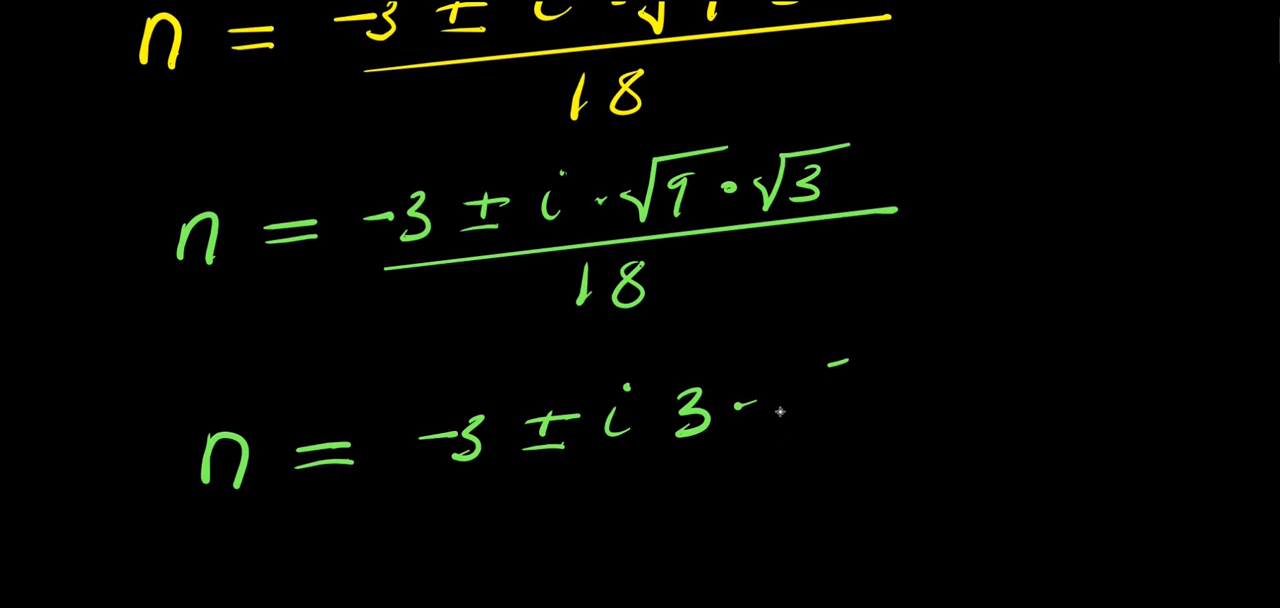 n = -3 ± i · √
18
n = -3 ± i · √9 · √3
18
n = -3 ± i 3 ·